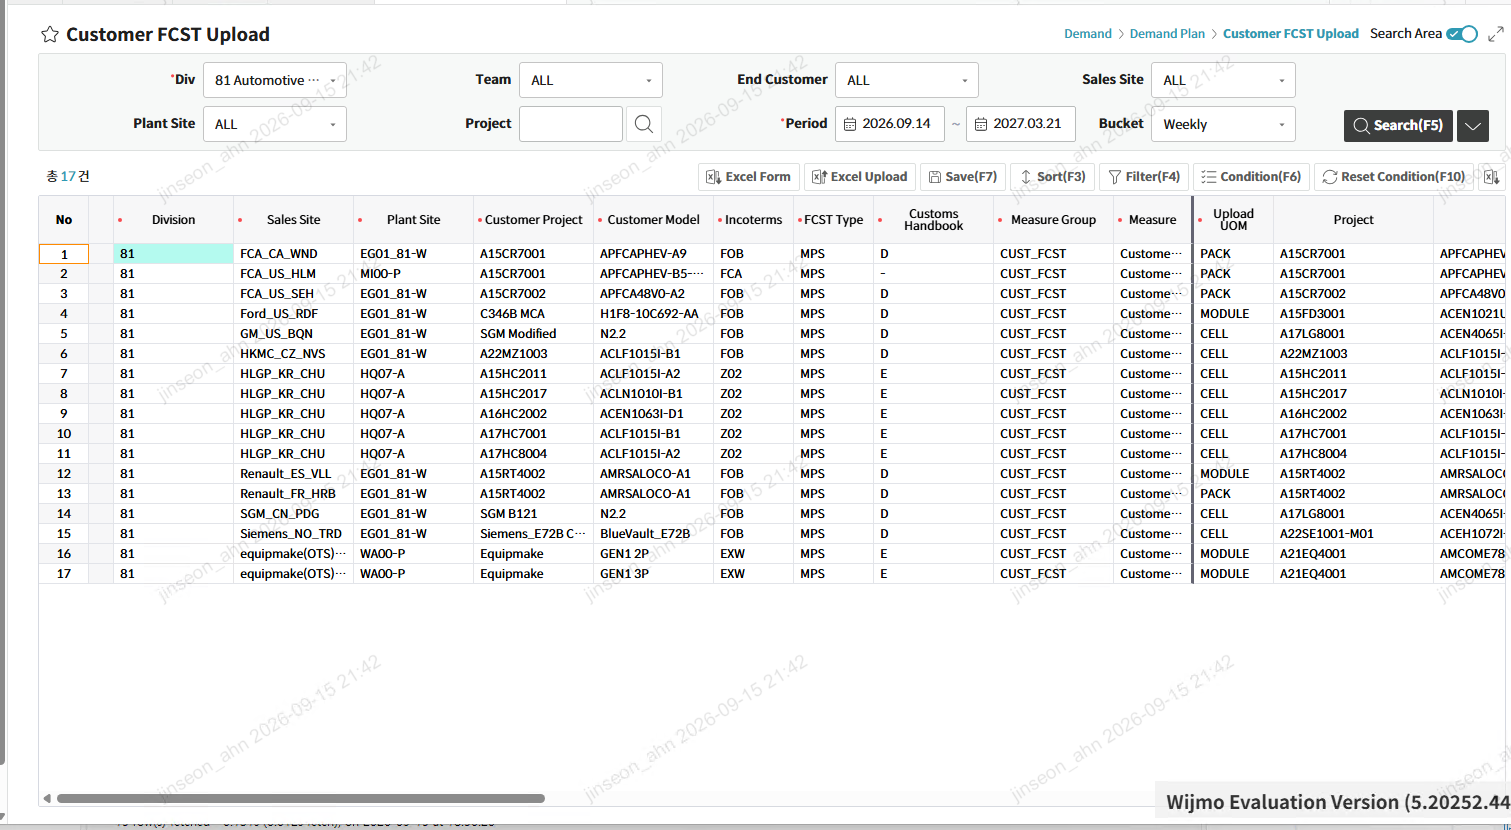 Customer FCST Upload
Demand > Demand Plan > Customer FCST Upload Search Area
*Div 81 Automotive ··· Team ALL End Customer ALL Sales Site ALL
Plant Site ALL Project *Period 2026.09.14 ~ 2027.03.21 Bucket Weekly Search(F5)
총 17 건 Excel Form Excel Upload Save(F7) Sort(F3) Filter(F4) Condition(F6) Reset Condition(F10)
No Division Sales Site Plant Site Customer Project Customer Model Incoterms FCST Type Customs Handbook Measure Group Measure Upload UOM Project
1 81 FCA_CA_WND EG01_81-W A15CR7001 APFCAPHEV-A9 FOB MPS D CUST_FCST Custome··· PACK A15CR7001 APFCAPHEV
2 81 FCA_US_HLM MI00-P A15CR7001 APFCAPHEV-B5-··· FCA MPS - CUST_FCST Custome··· PACK A15CR7001 APFCAPHEV
3 81 FCA_US_SEH EG01_81-W A15CR7002 APFCA48V0-A2 FOB MPS D CUST_FCST Custome··· PACK A15CR7002 APFCA48V0
4 81 Ford_US_RDF EG01_81-W C346B MCA H1F8-10C692-AA FOB MPS D CUST_FCST Custome··· MODULE A15FD3001 ACEN1021U
5 81 GM_US_BQN EG01_81-W SGM Modified N2.2 FOB MPS D CUST_FCST Custome··· CELL A17LG8001 ACEN4065I-
6 81 HKMC_CZ_NVS EG01_81-W A22MZ1003 ACLF1015I-B1 FOB MPS D CUST_FCST Custome··· CELL A22MZ1003 ACLF1015I-
7 81 HLGP_KR_CHU HQ07-A A15HC2011 ACLF1015I-A2 Z02 MPS E CUST_FCST Custome··· CELL A15HC2011 ACLF1015I-
8 81 HLGP_KR_CHU HQ07-A A15HC2017 ACLN1010I-B1 Z02 MPS E CUST_FCST Custome··· CELL A15HC2017 ACLN1010I-
9 81 HLGP_KR_CHU HQ07-A A16HC2002 ACEN1063I-D1 Z02 MPS E CUST_FCST Custome··· CELL A16HC2002 ACEN1063I-
10 81 HLGP_KR_CHU HQ07-A A17HC7001 ACLF1015I-B1 Z02 MPS E CUST_FCST Custome··· CELL A17HC7001 ACLF1015I-
11 81 HLGP_KR_CHU HQ07-A A17HC8004 ACLF1015I-A2 Z02 MPS E CUST_FCST Custome··· CELL A17HC8004 ACLF1015I-
12 81 Renault_ES_VLL EG01_81-W A15RT4002 AMRSALOCO-A1 FOB MPS D CUST_FCST Custome··· MODULE A15RT4002 AMRSALOC
13 81 Renault_FR_HRB EG01_81-W A15RT4002 AMRSALOCO-A1 FOB MPS D CUST_FCST Custome··· PACK A15RT4002 AMRSALOC
14 81 SGM_CN_PDG EG01_81-W SGM B121 N2.2 FOB MPS D CUST_FCST Custome··· CELL A17LG8001 ACEN4065I-
15 81 Siemens_NO_TRD EG01_81-W Siemens_E72B C··· BlueVault_E72B FOB MPS D CUST_FCST Custome··· CELL A22SE1001-M01 ACEH1072I-
16 81 equipmake(OTS)··· WA00-P Equipmake GEN1 2P EXW MPS E CUST_FCST Custome··· MODULE A21EQ4001 AMCOME78
17 81 equipmake(OTS)··· WA00-P Equipmake GEN1 3P EXW MPS E CUST_FCST Custome··· MODULE A21EQ4001 AMCOME78
jinseon_ahn 2026-09-15 21:42
Wijmo Evaluation Version (5.20252.44